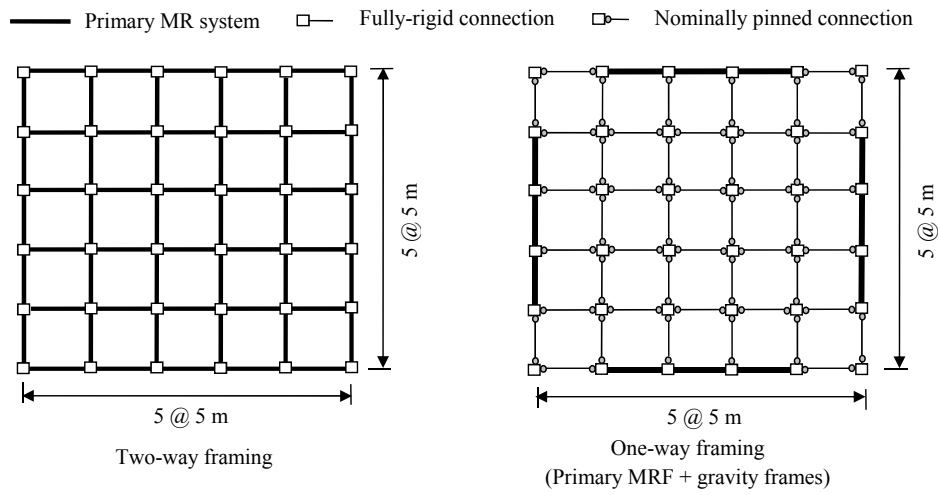 Primary MR system
Fully-rigid connection
Nominally pinned connection
5 @ 5 m
5 @ 5 m
5 @ 5 m
5 @ 5 m
Two-way framing
One-way framing
(Primary MRF + gravity frames)